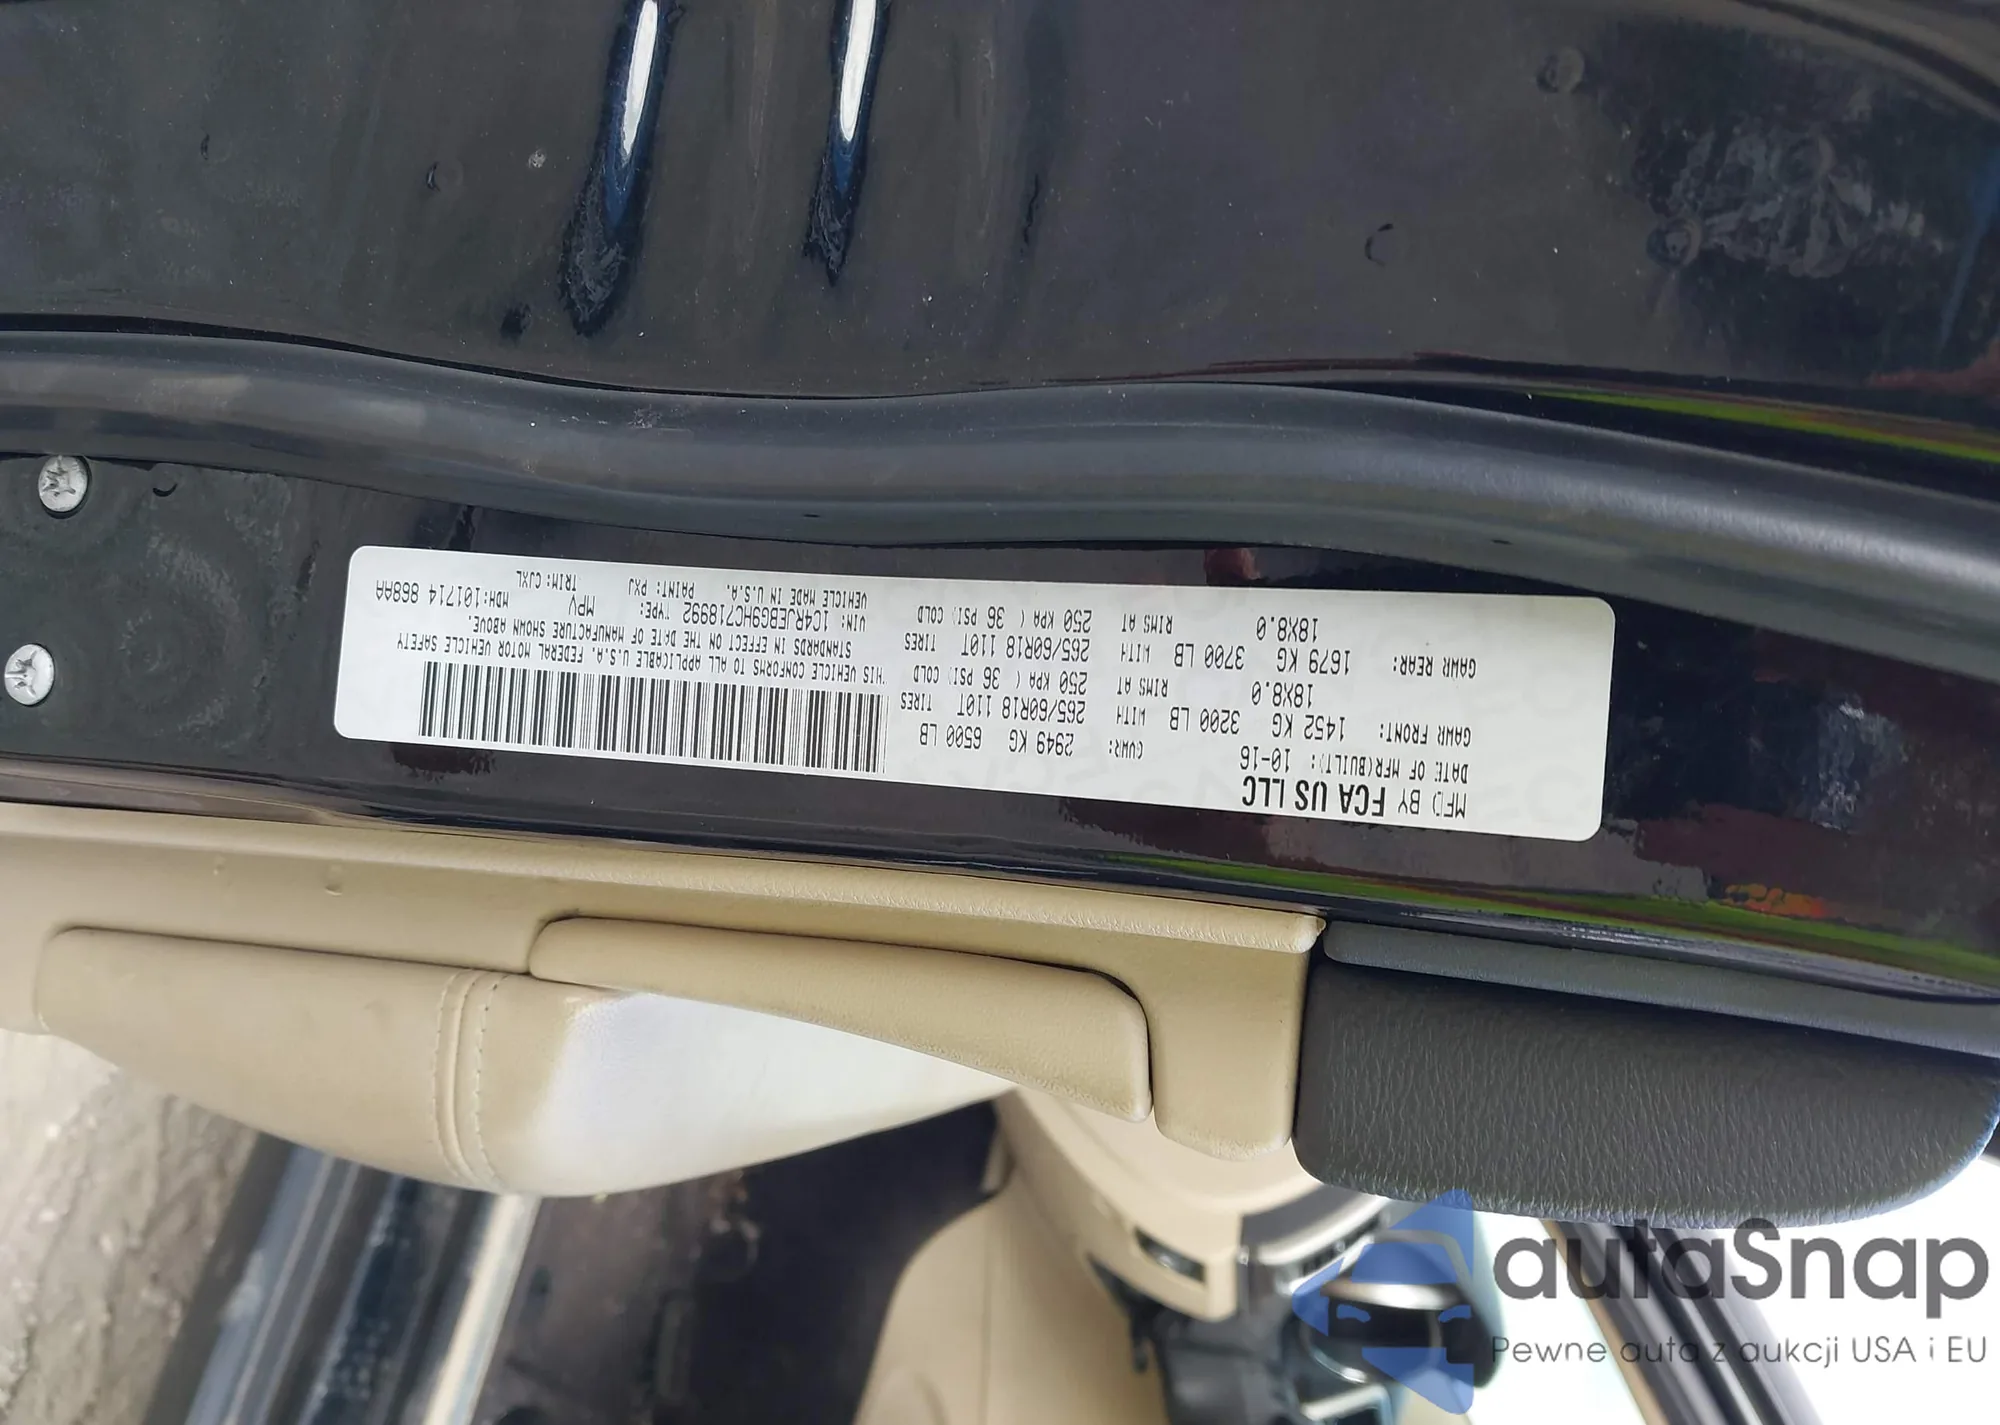 MFD BY FCA US LLC
DATE OF MFR(BUILT): 10-16
GVWR: 2949 KG 6500 LB
GAWR FRONT: 1452 KG 3200 LB WITH 265/60R18 110T TIRES
18X8.0 RIMS AT 250 KPA ( 36 PSI) COLD
GAWR REAR: 1679 KG 3700 LB WITH 265/60R18 110T TIRES
18X8.0 RIMS AT 250 KPA ( 36 PSI) COLD
THIS VEHICLE CONFORMS TO ALL APPLICABLE U.S.A. FEDERAL MOTOR VEHICLE SAFETY
STANDARDS IN EFFECT ON THE DATE OF MANUFACTURE SHOWN ABOVE.
VIN: 1C4RJEBG9HC718992 TYPE: MPV MDH:101714 868AA
VEHICLE MADE IN U.S.A. PAINT: PXJ TRIM: CJXL
autaSnap
Pewne auta z aukcji USA i EU